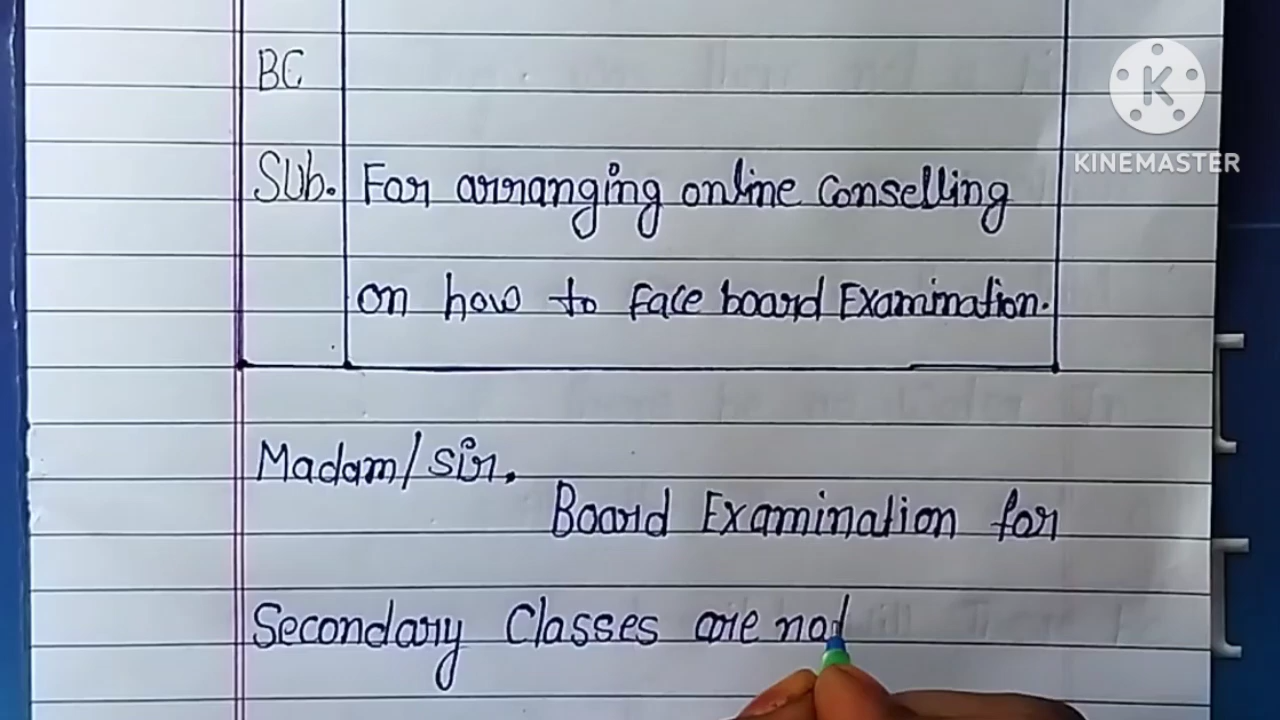 BC
K
KINEMASTER
Sub. For arranging online Conselling
on how to Face board Examination.
Madam/Sir.
Board Examination for
Secondary Classes are not